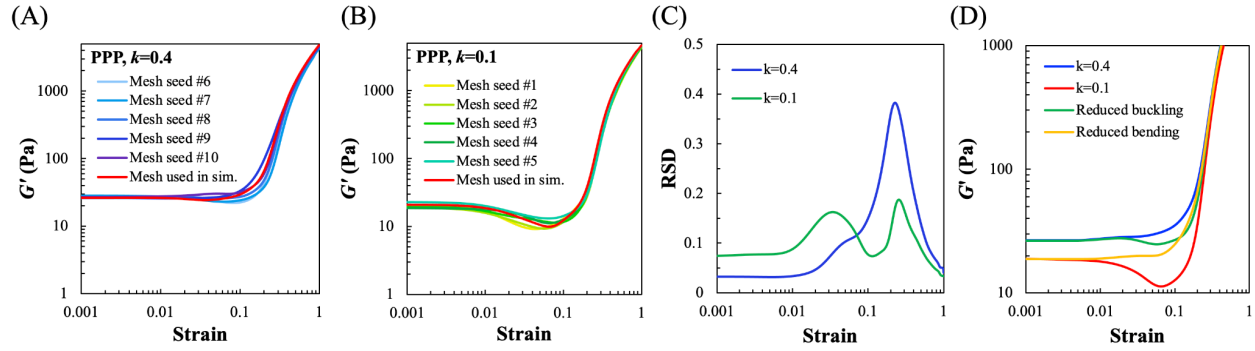 (A)
PPP, k=0.4
Mesh seed #6
Mesh seed #7
Mesh seed #8
Mesh seed #9
Mesh seed #10
Mesh used in sim.
G' (Pa)
1000
100
10
1
0.001
0.01
0.1
1
Strain
(B)
PPP, k=0.1
Mesh seed #1
Mesh seed #2
Mesh seed #3
Mesh seed #4
Mesh seed #5
Mesh used in sim.
G' (Pa)
1000
100
10
1
0.001
0.01
0.1
1
Strain
(C)
k=0.4
k=0.1
RSD
0.5
0.4
0.3
0.2
0.1
0
0.001
0.01
0.1
1
Strain
(D)
k=0.4
k=0.1
Reduced buckling
Reduced bending
G' (Pa)
1000
100
10
0.001
0.01
0.1
1
Strain